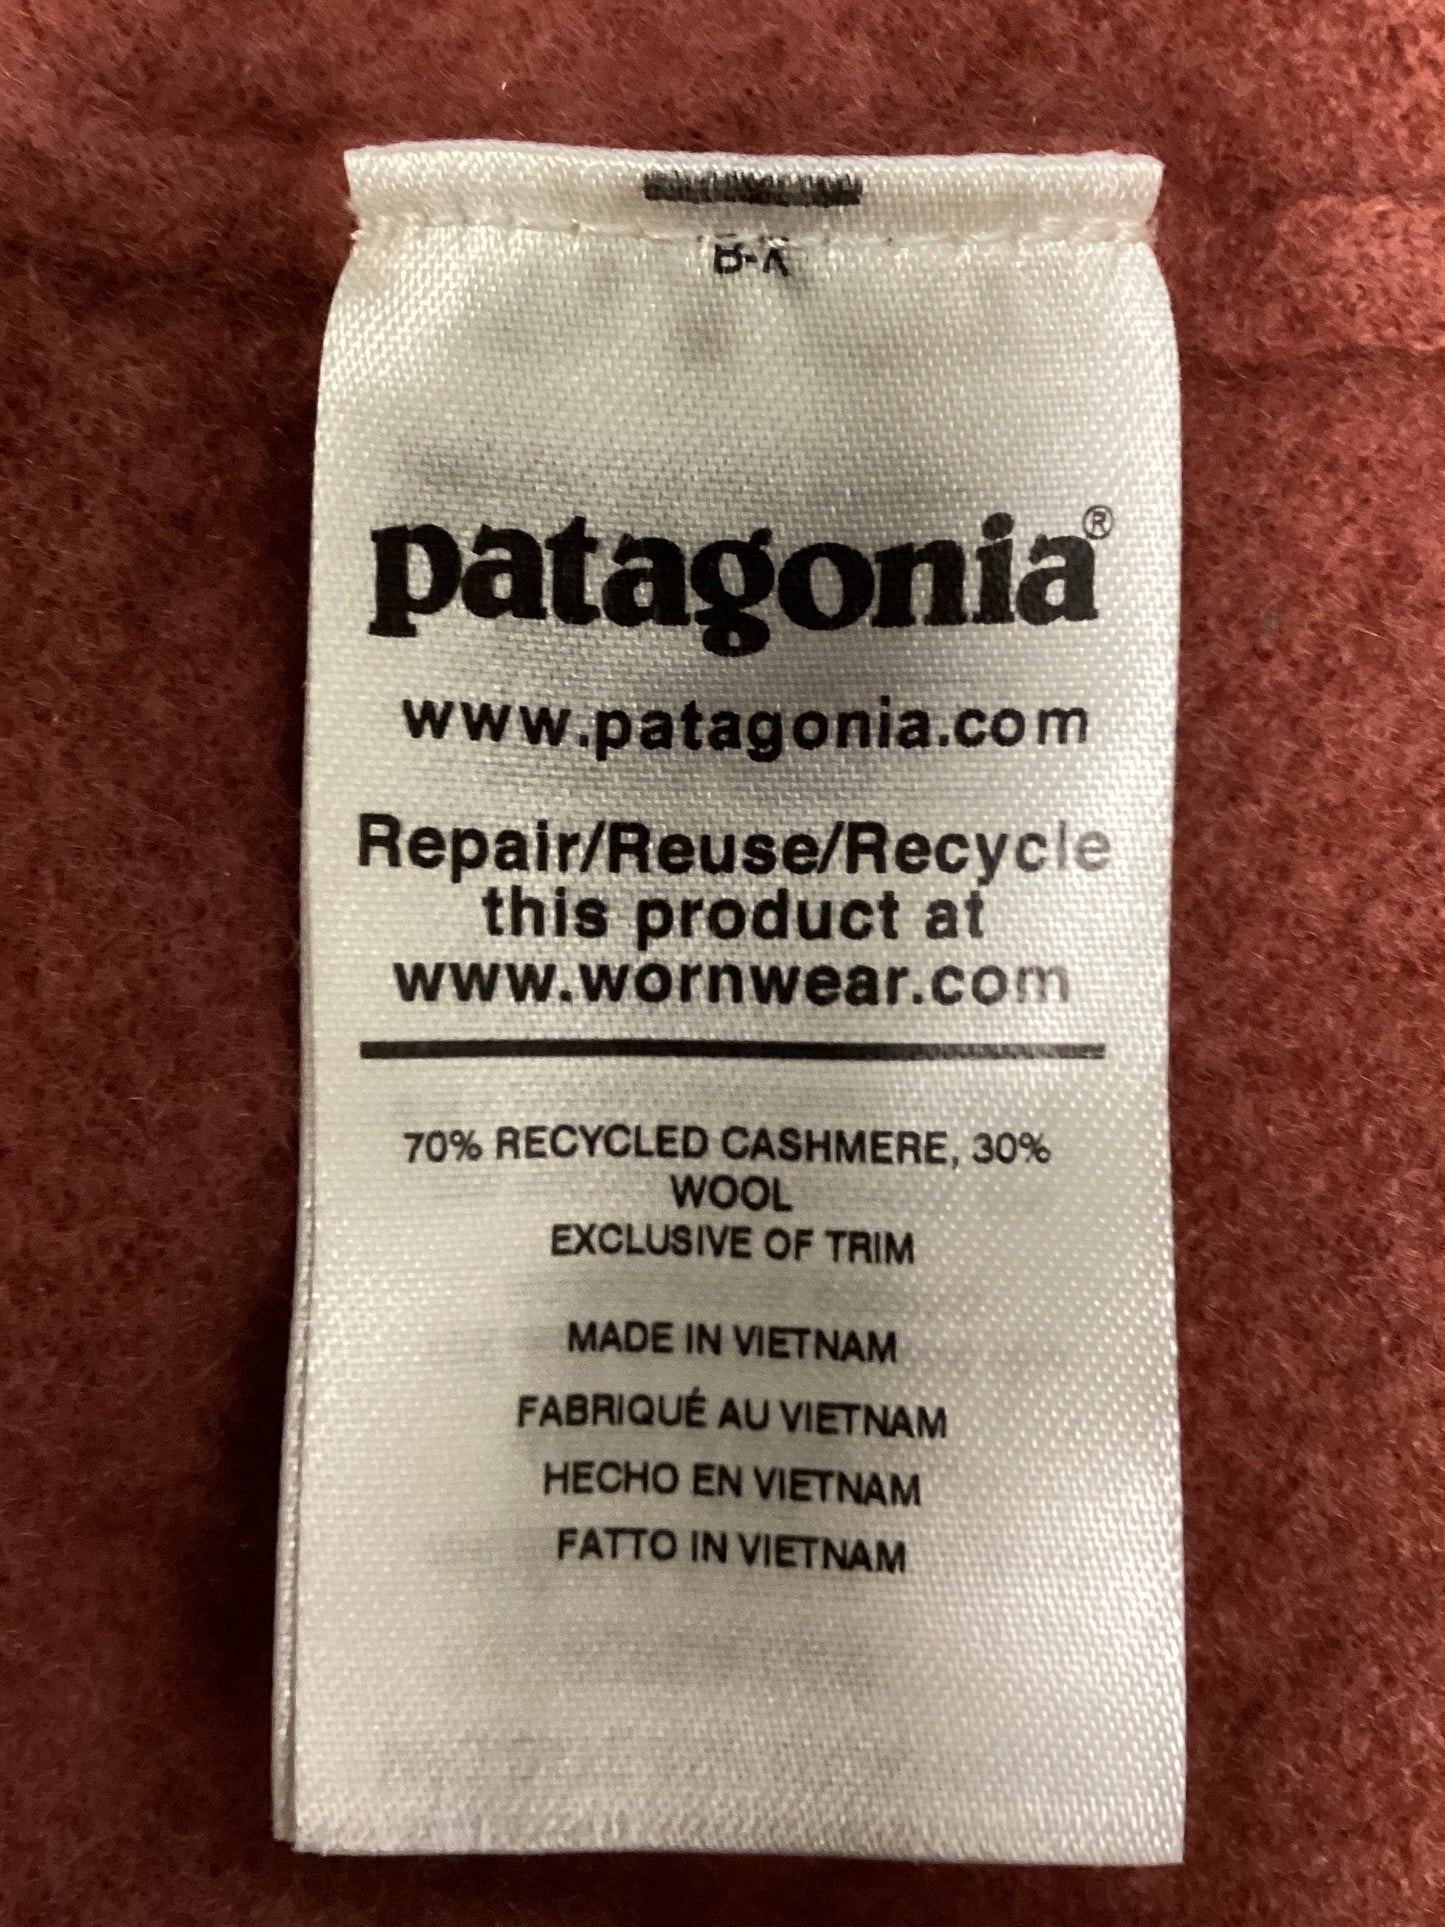 B-X
patagonia®
www.patagonia.com
Repair/Reuse/Recycle
this product at
www.wornwear.com
70% RECYCLED CASHMERE, 30%
WOOL
EXCLUSIVE OF TRIM
MADE IN VIETNAM
FABRIQUÉ AU VIETNAM
HECHO EN VIETNAM
FATTO IN VIETNAM